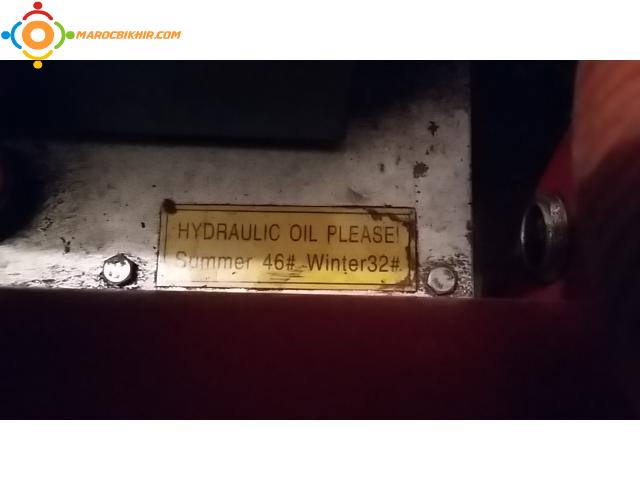 MAROCBIKHIR.COM
HYDRAULIC OIL PLEASE!
Summer 46# Winter32#